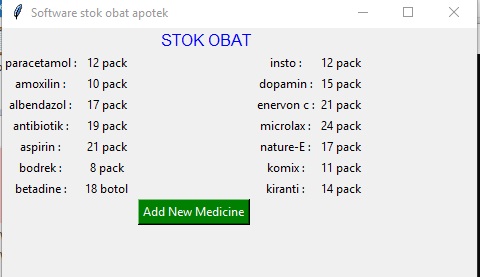 Software stok obat apotek
STOK OBAT
paracetamol : 12 pack insto : 12 pack
amoxilin : 10 pack dopamin : 15 pack
albendazol : 17 pack enervon c : 21 pack
antibiotik : 19 pack microlax : 24 pack
aspirin : 21 pack nature-E : 17 pack
bodrek : 8 pack komix : 11 pack
betadine : 18 botol kiranti : 14 pack
Add New Medicine